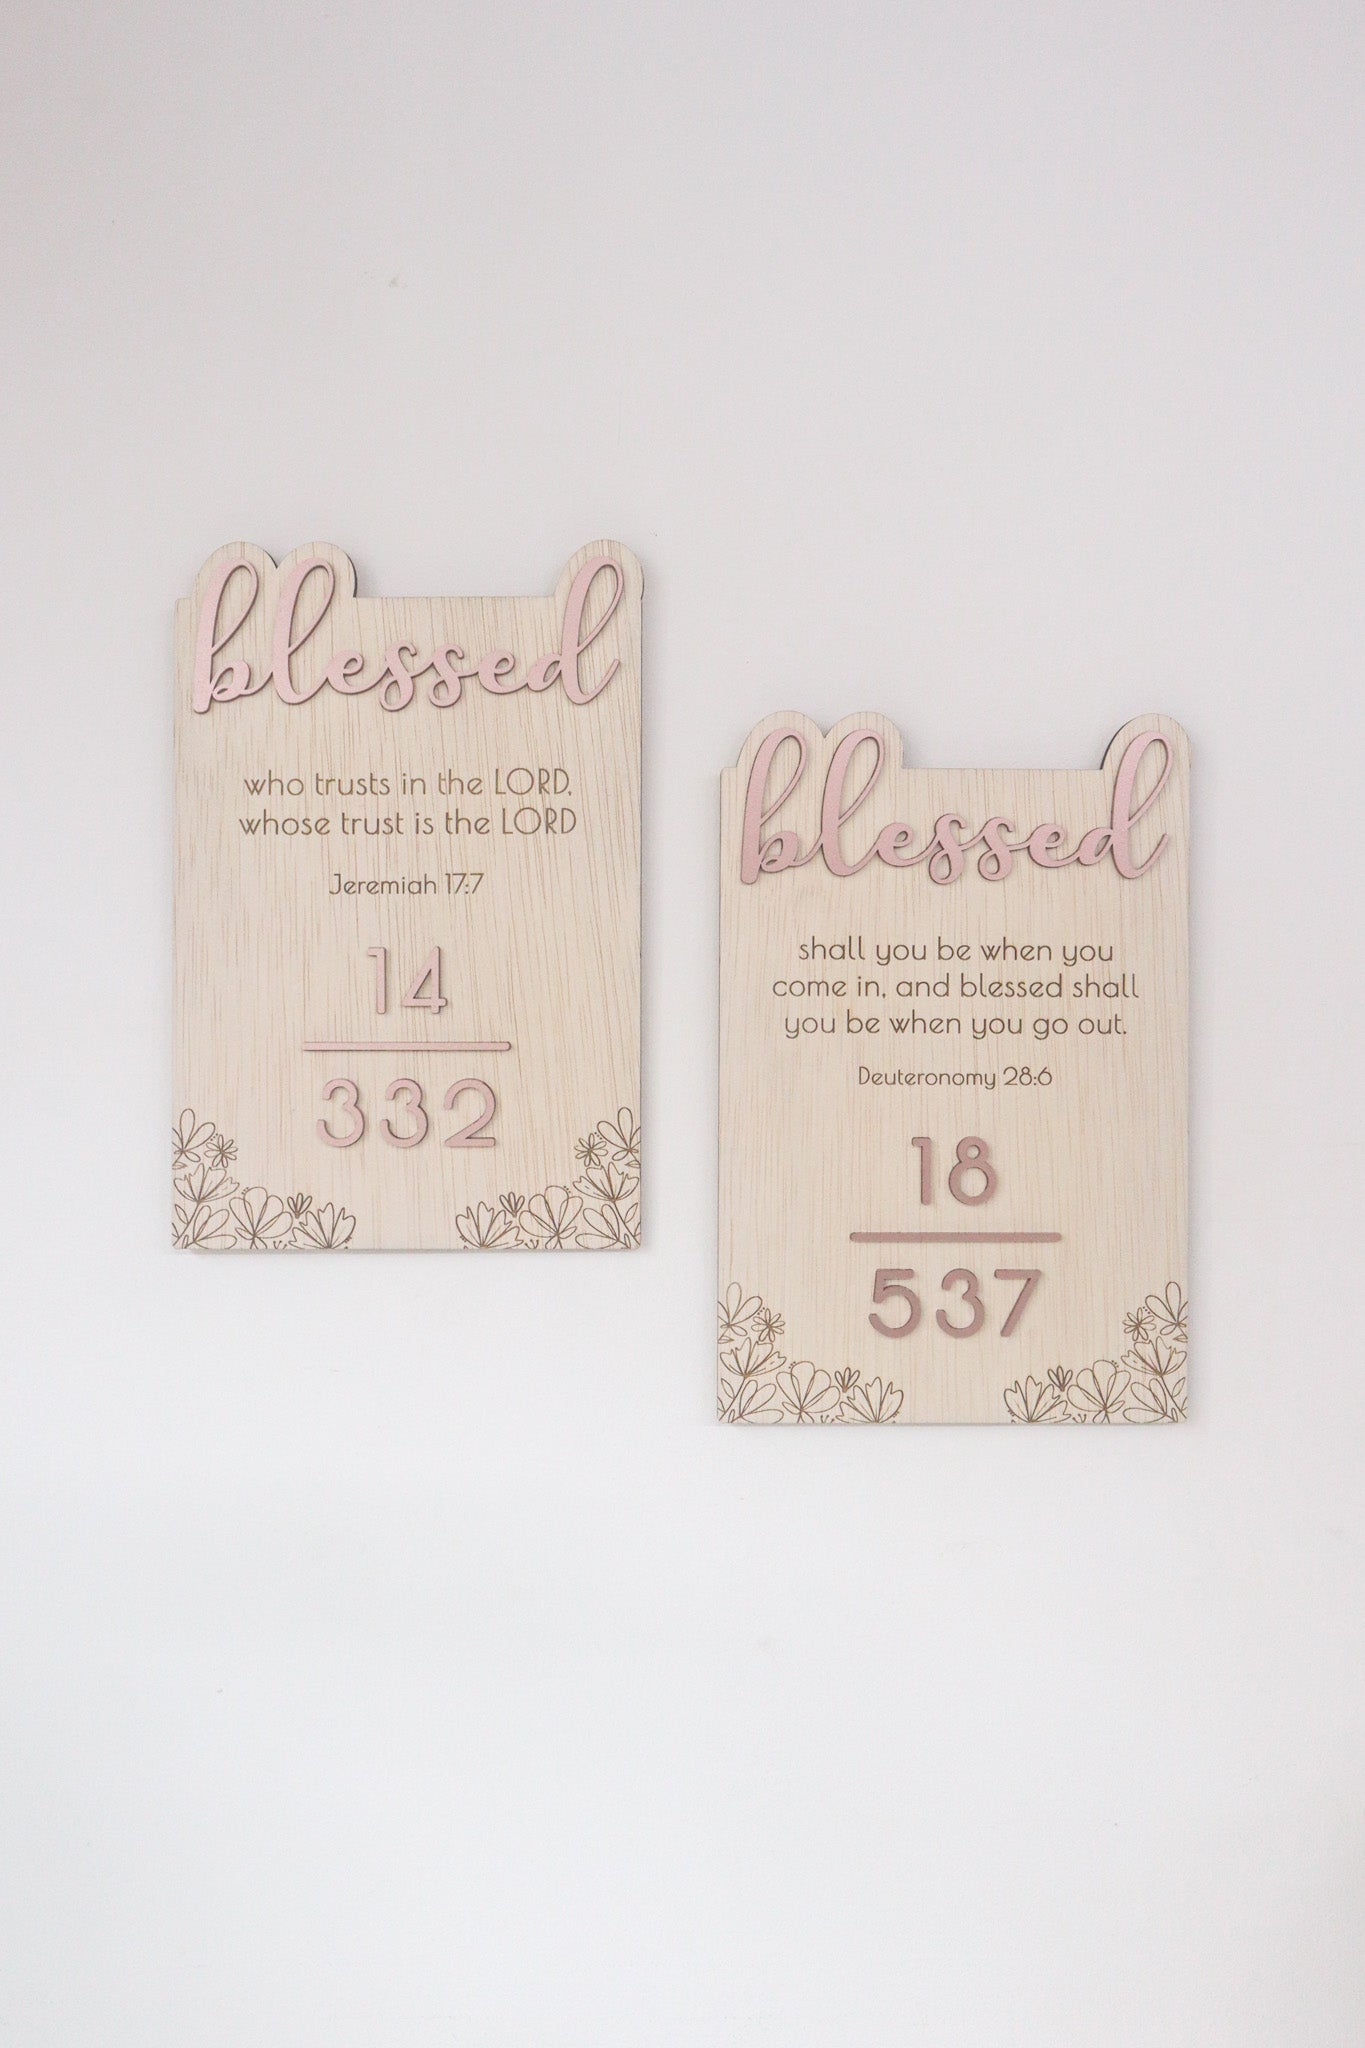 blessed
who trusts in the LORD,
whose trust is the LORD
Jeremiah 17:7
14
332
blessed
shall you be when you
come in, and blessed shall
you be when you go out.
Deuteronomy 28:6
18
537